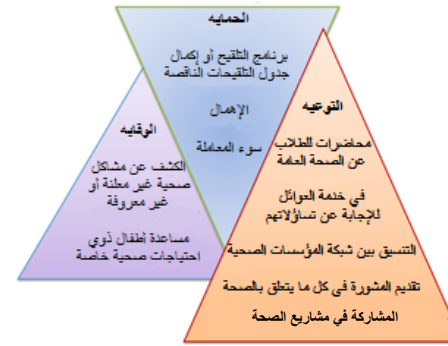 الحمايه
برنامج التلقيح أو إكمال
جدول التلقيحات الناقصة
الإهمال
سوء المعاملة
التوعيه
محاضرات للطلاب
عن الصحة العامة
في خدمة العوائل
للإجابة عن تساؤلاتهم
التنسيق بين شبكة المؤسسات الصحية
تقديم المشورة في كل ما يتعلق بالصحة
المشاركة في مشاريع الصحة
الوقايه
الكشف عن مشاكل
صحية غير معلنة أو
غير معروفة
مساعدة أطفال ذوي
احتياجات صحية خاصة